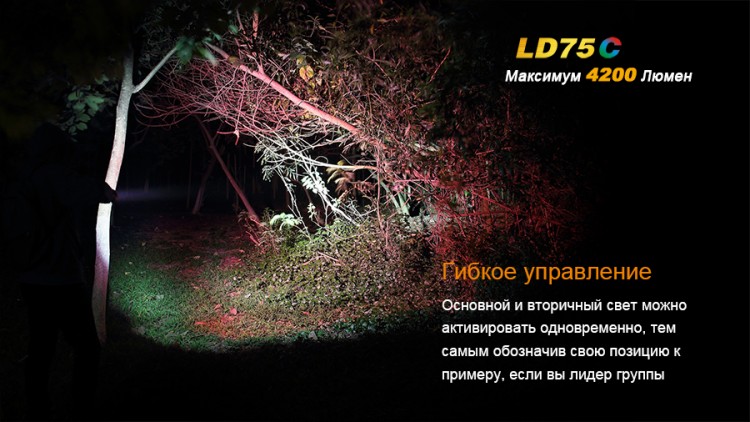 LD75C
Максимум 4200 Люмен
Гибкое управление
Основной и вторичный свет можно
активировать одновременно, тем
самым обозначив свою позицию к
примеру, если вы лидер группы